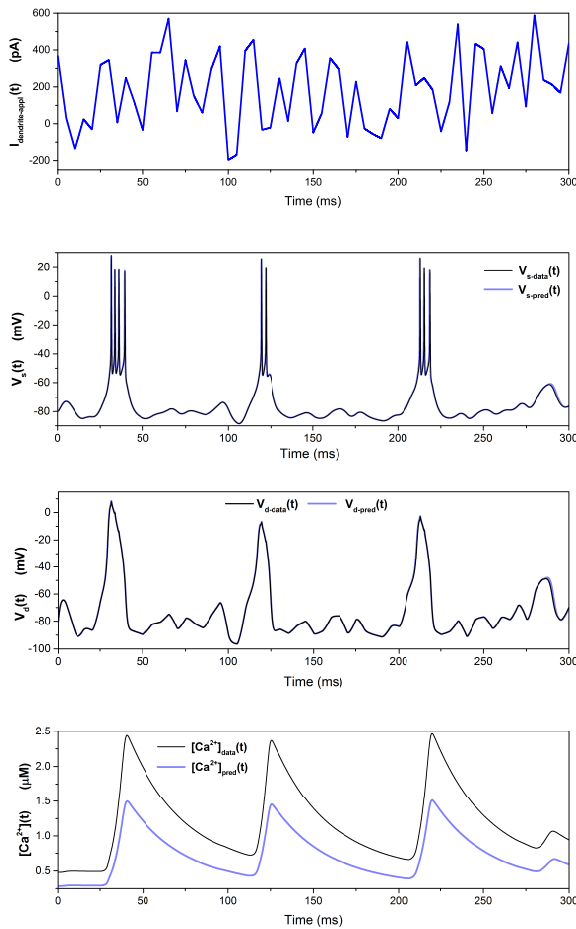 I_dendrite-appl(t) (pA)
600
400
200
0
-200
0 50 100 150 200 250 300
Time (ms)
V_s(t) (mV)
20
0
-20
-40
-60
-80
V_s-data(t)
V_s-pred(t)
0 50 100 150 200 250 300
Time (ms)
V_d(t) (mV)
0
-20
-40
-60
-80
-100
V_d-data(t) V_d-pred(t)
0 50 100 150 200 250 300
Time (ms)
[Ca²⁺](t) (μM)
2.5
2.0
1.5
1.0
0.5
[Ca²⁺]_data(t)
[Ca²⁺]_pred(t)
0 50 100 150 200 250 300
Time (ms)